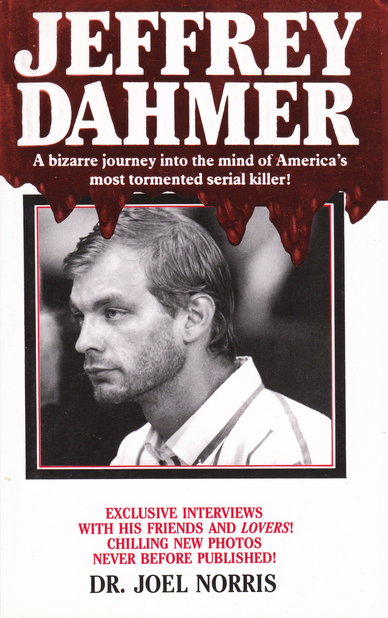 JEFFREY
DAHMER
A bizarre journey into the mind of America's
most tormented serial killer!
EXCLUSIVE INTERVIEWS
WITH HIS FRIENDS AND LOVERS!
CHILLING NEW PHOTOS
NEVER BEFORE PUBLISHED!
DR. JOEL NORRIS